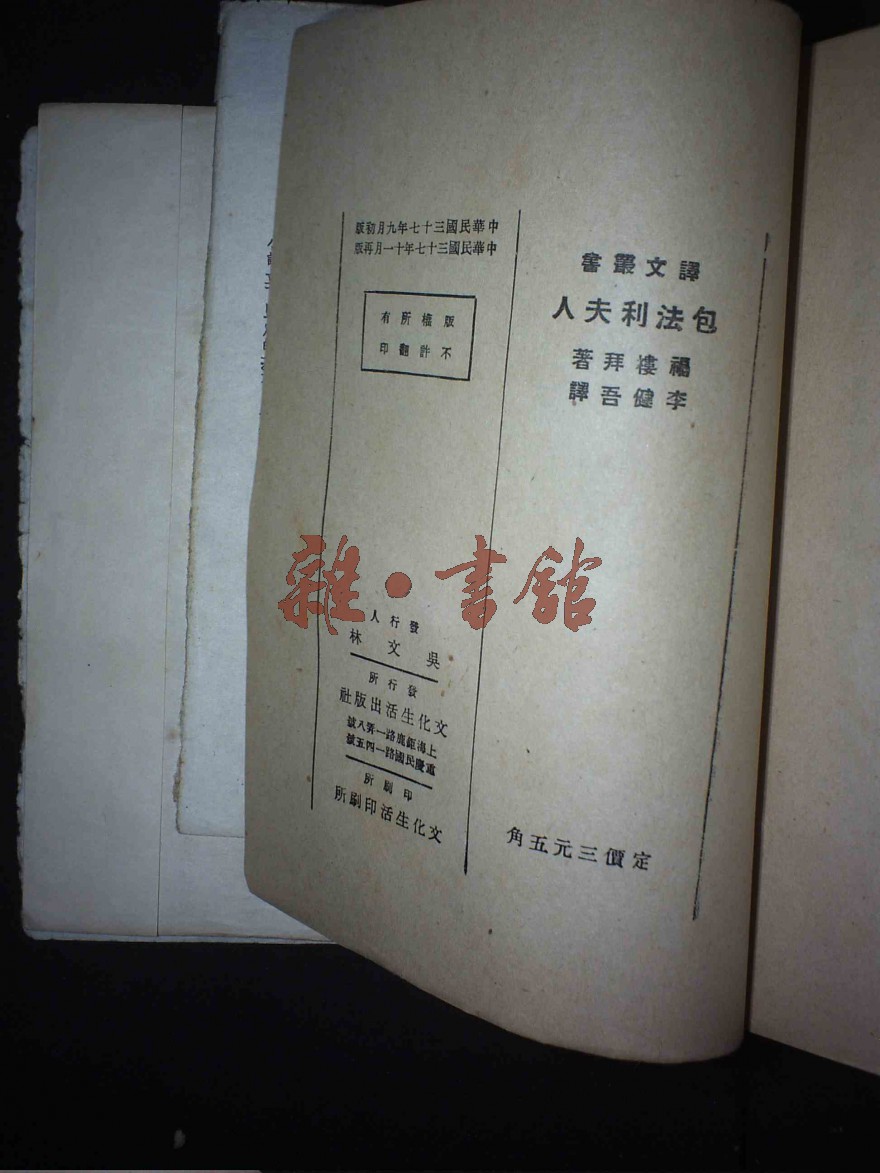 譯文叢書
包法利夫人
福樓拜著
李健吾譯
定價三元五角
中華民國三十七年九月初版
中華民國三十七年十一月再版
版權所有
不許翻印
發行人
吳文林
發行所
文化生活出版社
上海鉅鹿路一弄八號
重慶民國路一四五號
印刷所
文化生活印刷所
雜·書館